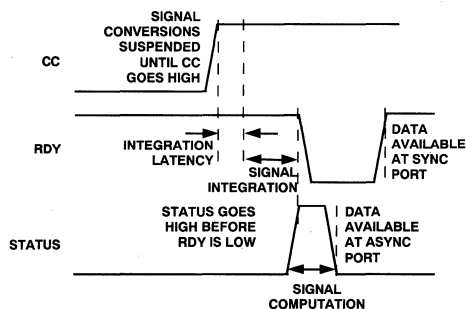 SIGNAL
CONVERSIONS
SUSPENDED
UNTIL CC
GOES HIGH
CC
RDY
INTEGRATION
LATENCY
SIGNAL
INTEGRATION
DATA
AVAILABLE
AT SYNC
PORT
STATUS GOES
HIGH BEFORE
RDY IS LOW
DATA
AVAILABLE
AT ASYNC
PORT
STATUS
SIGNAL
COMPUTATION